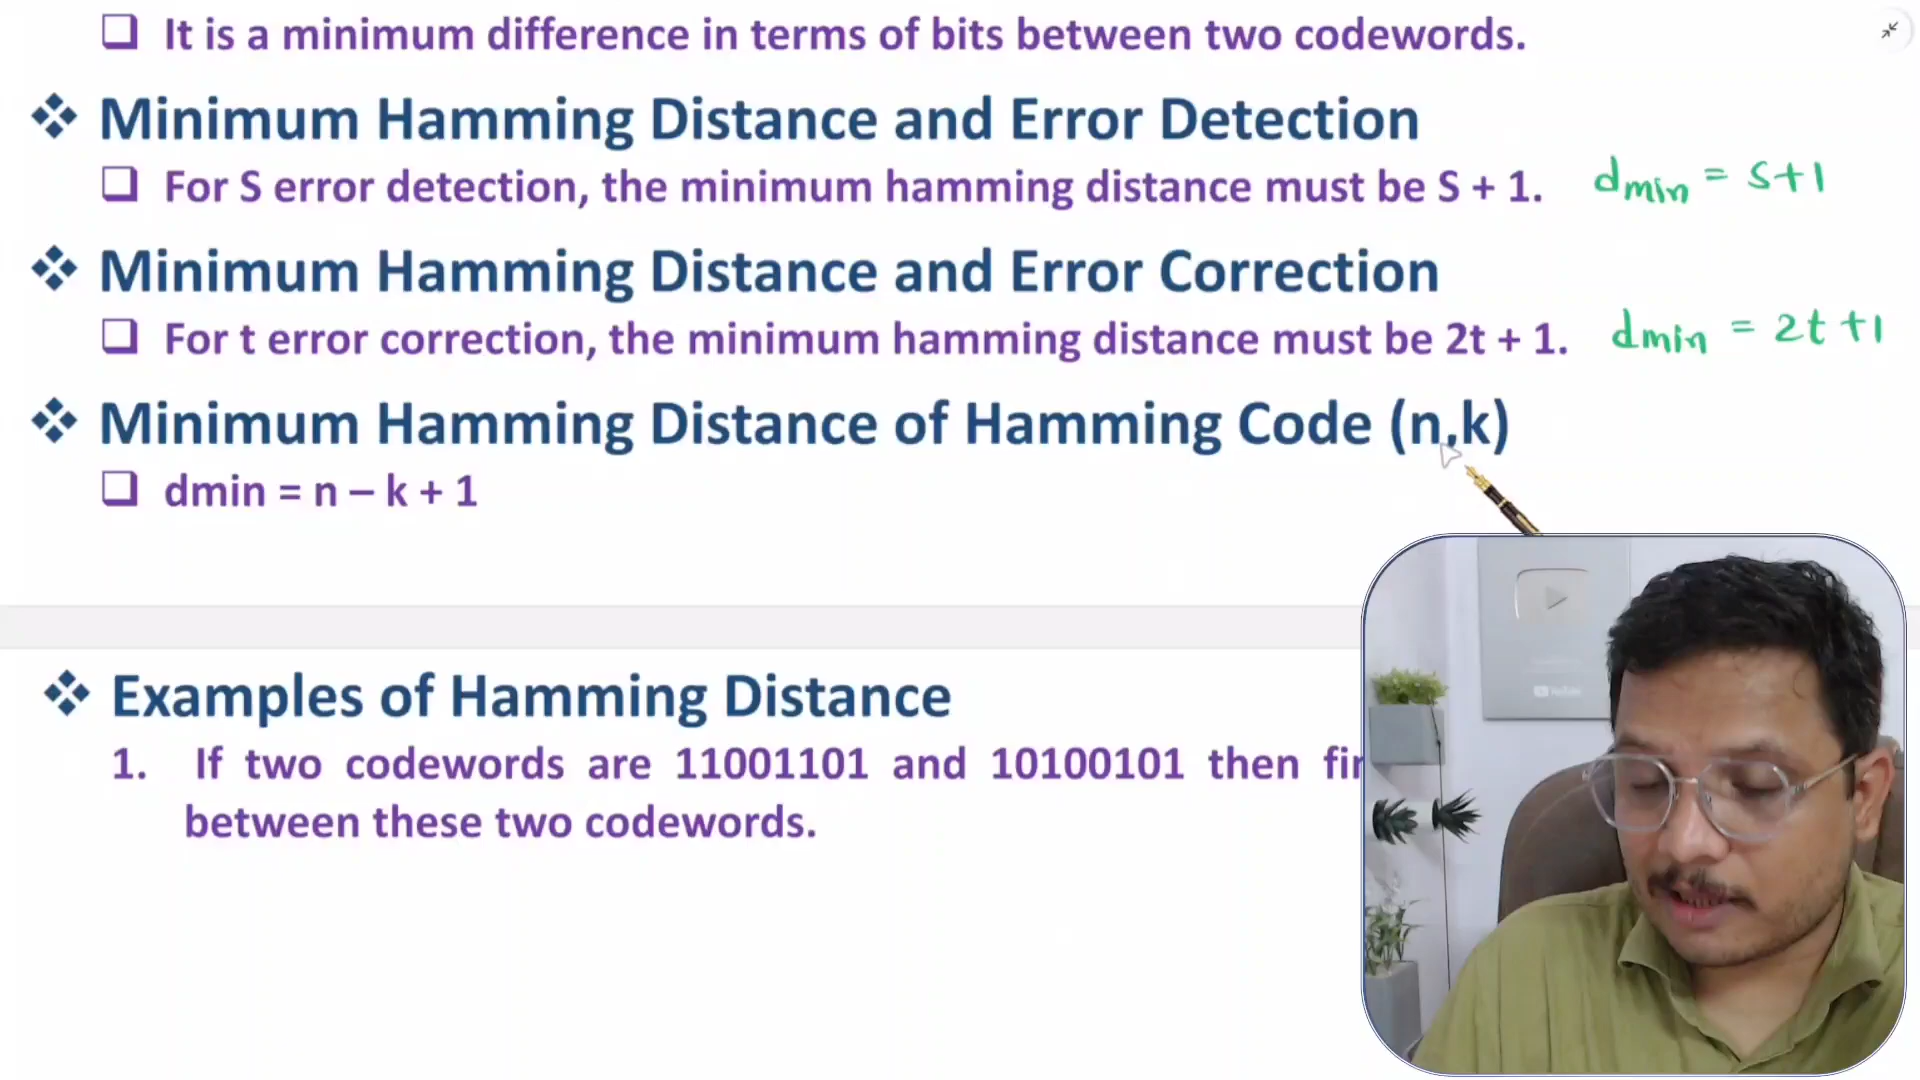 It is a minimum difference in terms of bits between two codewords.
Minimum Hamming Distance and Error Detection
For S error detection, the minimum hamming distance must be S + 1. dmin = S+1
Minimum Hamming Distance and Error Correction
For t error correction, the minimum hamming distance must be 2t + 1. dmin = 2t +1
Minimum Hamming Distance of Hamming Code (n,k)
dmin = n – k + 1
Examples of Hamming Distance
1. If two codewords are 11001101 and 10100101 then
between these two codewords.